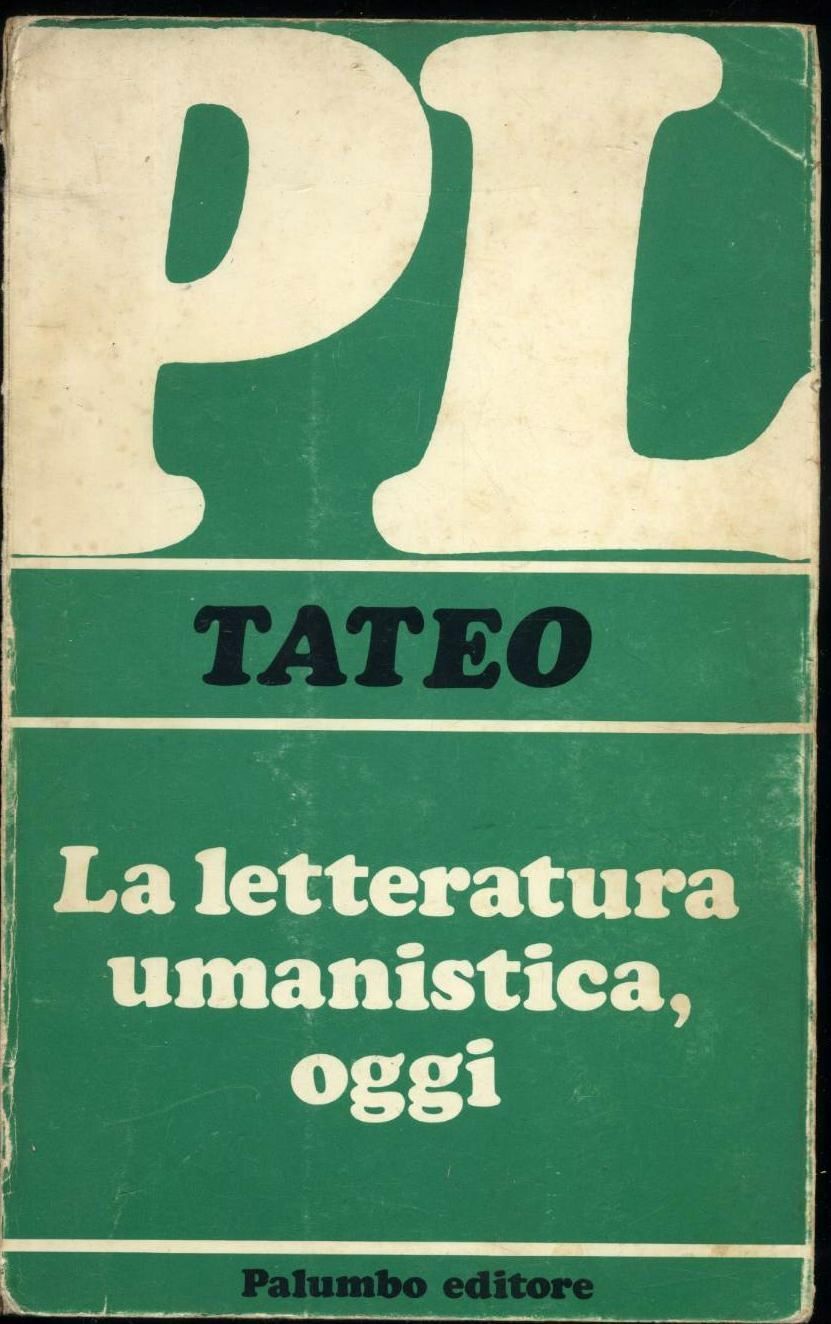 PL
TATEO
La letteratura
umanistica,
oggi
Palumbo editore